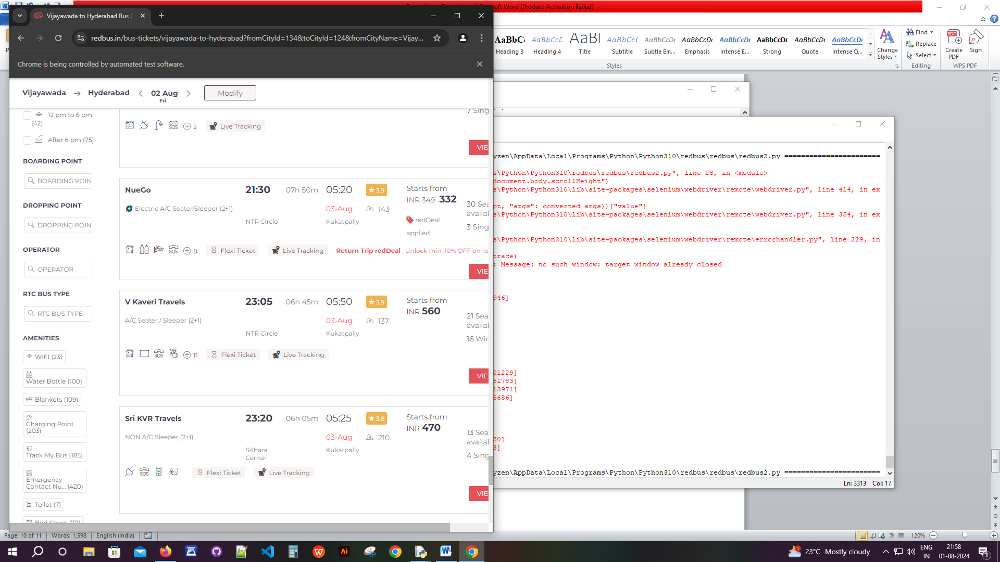 Microsoft Word (Product Activation Failed)
Vijayawada to Hyderabad Bus
redbus.in/bus-tickets/vijayawada-to-hyderabad?fromCityId=134&toCityId=124&fromCityName=Vijay...
Chrome is being controlled by automated test software.
AaBbC AaBbCcD AaBl AaBbCcI AaBbCcDc AaBbCcDc AaBbCcDc AaBbCcDc AaBbCcDc AaBbCcDc
Heading 3 Heading 4 Title Subtitle Subtle Em... Emphasis Intense E... Strong Quote Intense Q...
Change Styles
Styles
Find
Replace
Select
Editing
Create PDF
Sign
WPS PDF
Vijayawada → Hyderabad
02 Aug
Fri
Modify
12 pm to 6 pm
(42)
After 6 pm (75)
BOARDING POINT
BOARDING POIN
DROPPING POINT
DROPPING POIN
OPERATOR
OPERATOR
RTC BUS TYPE
RTC BUS TYPE
AMENITIES
WIFI (23)
Water Bottle (100)
Blankets (109)
Charging Point
(203)
Track My Bus (185)
Emergency
Contact Nu... (420)
Toilet (7)
Bed Sheet (77)
7 Sing
SOS 2 Live Tracking
VIE
NueGo 21:30 07h 50m 05:20 3.9 Starts from
INR 349 332
Electric A/C Seater/Sleeper (2+1) 03-Aug 143
30 Sea
availal
NTR Circle Kukatpally
redDeal
applied
3 Sing
SOS 8 Flexi Ticket Live Tracking Return Trip redDeal : Unlock min. 10% OFF on re
VIE
V Kaveri Travels 23:05 06h 45m 05:50 3.9 Starts from
INR 560
A/C Seater / Sleeper (2+1) 03-Aug 137
21 Sea
availal
NTR Circle Kukatpally
16 Wir
SOS 11 Flexi Ticket Live Tracking
VIE
Sri KVR Travels 23:20 06h 05m 05:25 3.8 Starts from
INR 470
NON A/C Sleeper (2+1) 03-Aug 210
13 Sea
availal
Sithara
Center
Kukatpally
4 Sing
SOS Flexi Ticket Live Tracking
VIE
yzen\AppData\Local\Programs\Python\Python310\redbus\redbus\redbus2.py =======================
s\Python\Python310\redbus\redbus\redbus2.py", line 28, in <module>
document.body.scrollHeight")
s\Python\Python310\lib\site-packages\selenium\webdriver\remote\webdriver.py", line 414, in ex
pt, "args": converted_args})["value"]
s\Python\Python310\lib\site-packages\selenium\webdriver\remote\webdriver.py", line 354, in ex
s\Python\Python310\lib\site-packages\selenium\webdriver\remote\errorhandler.py", line 229, in
trace)
: Message: no such window: target window already closed
946]
01229]
51783]
13971]
5686]
20]
3]
yzen\AppData\Local\Programs\Python\Python310\redbus\redbus\redbus2.py =======================
Ln: 3313 Col: 17
Page: 10 of 11 Words: 1,598 English (India)
120%
23°C Mostly cloudy
ENG
IN
21:58
01-08-2024
1